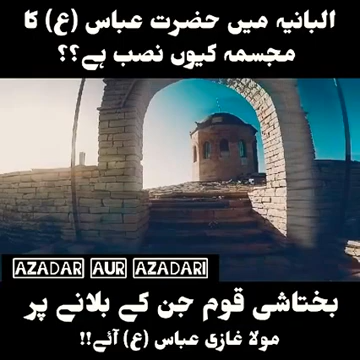 البانیہ میں حضرت عباس (ع) کا
مجسمہ کیوں نصب ہے؟؟
AZADAR AUR AZADARI
بختاشی قوم جن کے بلانے پر
مولا غازی عباس (ع) آئے!!